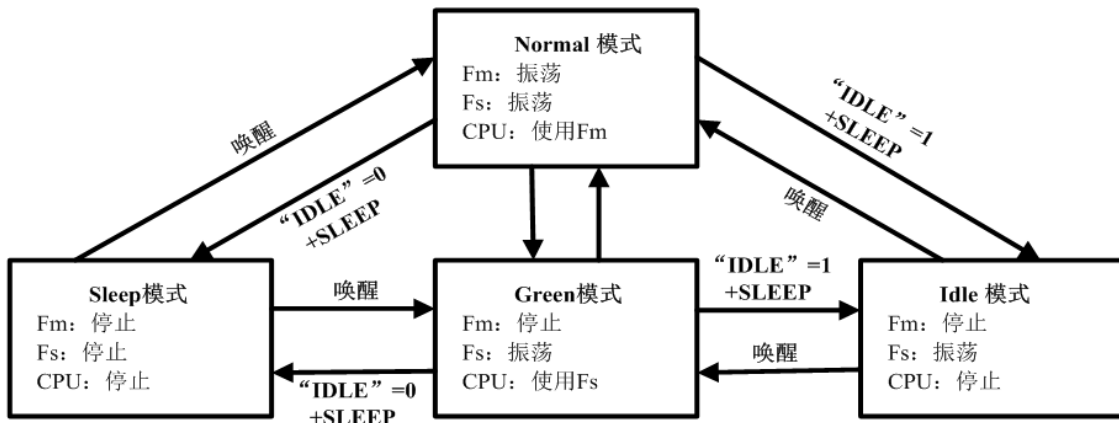 Normal 模式
Fm：振荡
Fs：振荡
CPU：使用Fm
唤醒
“IDLE”=0
+SLEEP
“IDLE”=1
+SLEEP
唤醒
Sleep模式
Fm：停止
Fs：停止
CPU：停止
唤醒
“IDLE”=0
+SLEEP
Green模式
Fm：停止
Fs：振荡
CPU：使用Fs
“IDLE”=1
+SLEEP
唤醒
Idle 模式
Fm：停止
Fs：振荡
CPU：停止